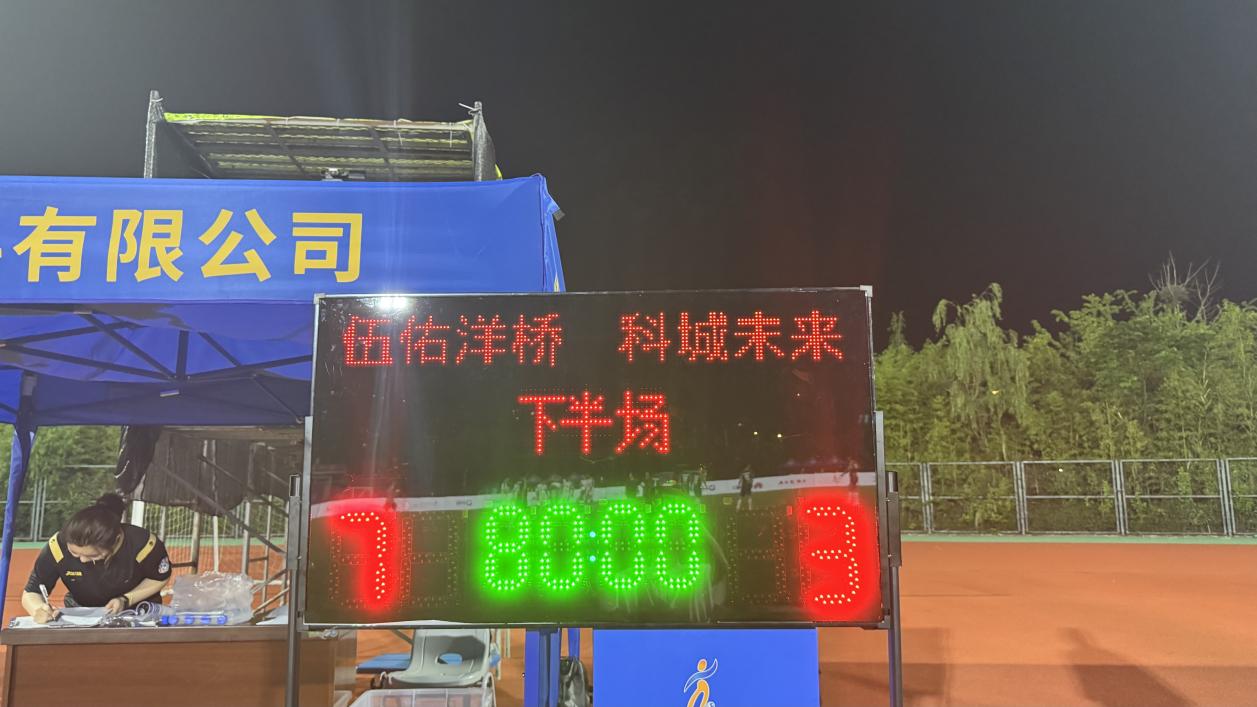 有限公司
伍佑洋桥 科城未来
下半场
7 80:00 3